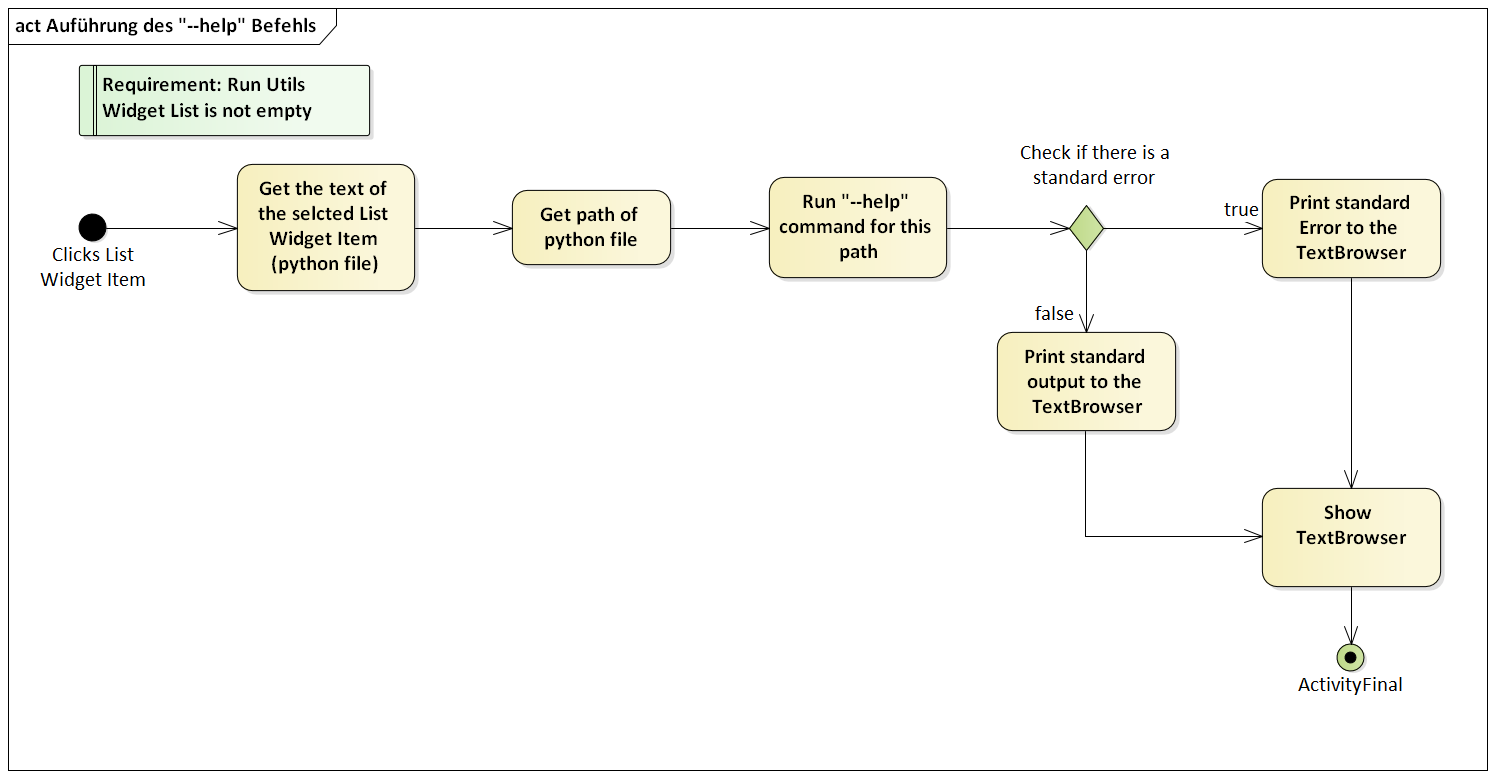 act Auführung des "--help" Befehls
Requirement: Run Utils
Widget List is not empty
Clicks List
Widget Item
Get the text of
the selcted List
Widget Item
(python file)
Get path of
python file
Run "--help"
command for this
path
Check if there is a
standard error
true
Print standard
Error to the
TextBrowser
false
Print standard
output to the
TextBrowser
Show
TextBrowser
ActivityFinal